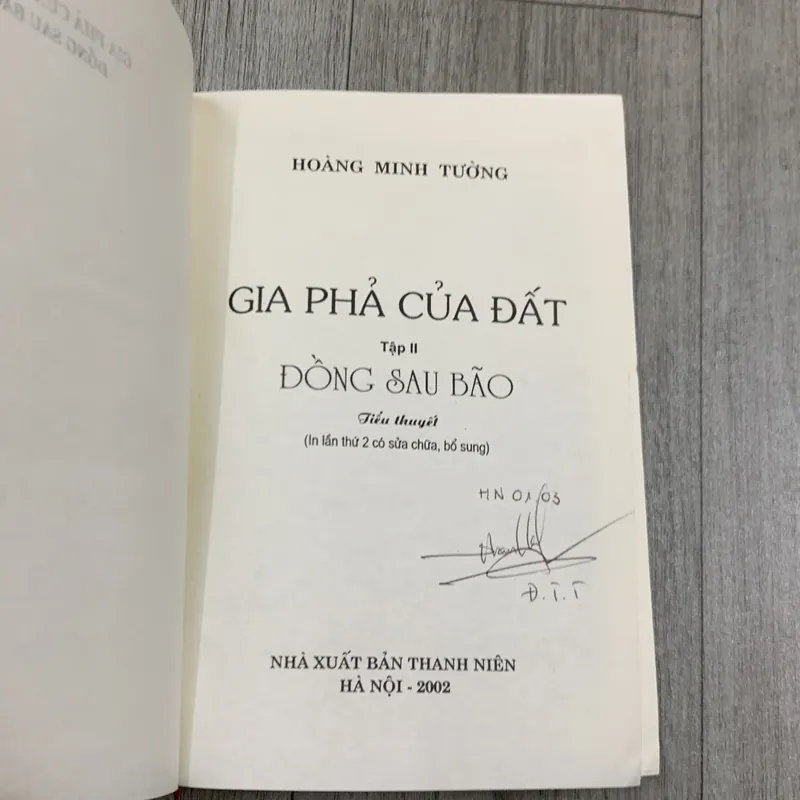 HOÀNG MINH TƯỜNG
GIA PHẢ CỦA ĐẤT
Tập II
ĐỒNG SAU BÃO
Tiểu thuyết
(In lần thứ 2 có sửa chữa, bổ sung)
HN 01/03
Đ.T.T
NHÀ XUẤT BẢN THANH NIÊN
HÀ NỘI - 2002